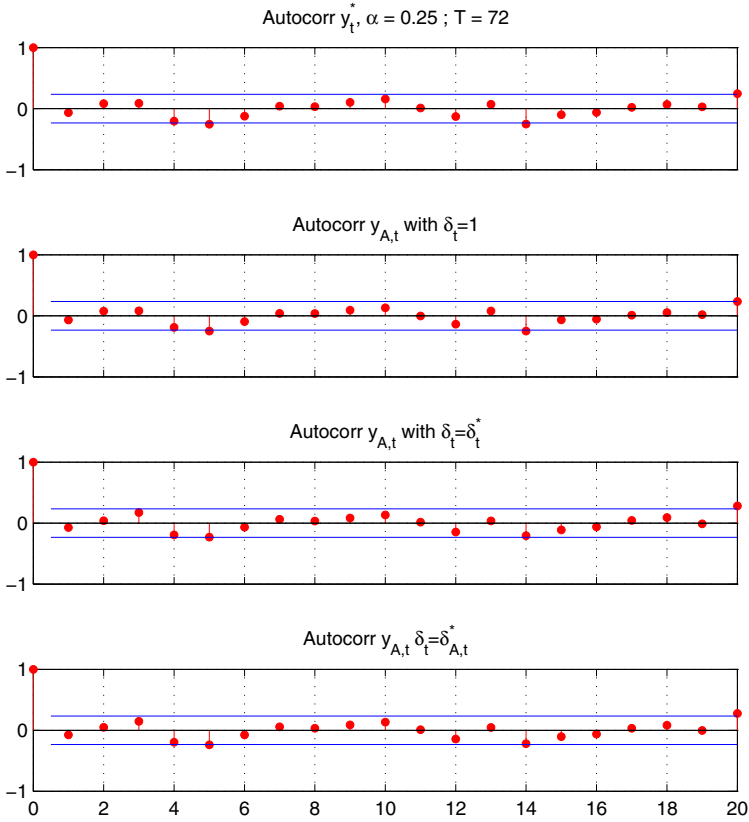 Autocorr y*t, α = 0.25 ; T = 72
1
0
−1
Autocorr yA,t with δt=1
1
0
−1
Autocorr yA,t with δt=δ*t
1
0
−1
Autocorr yA,t δt=δ*A,t
1
0
−1
0 2 4 6 8 10 12 14 16 18 20